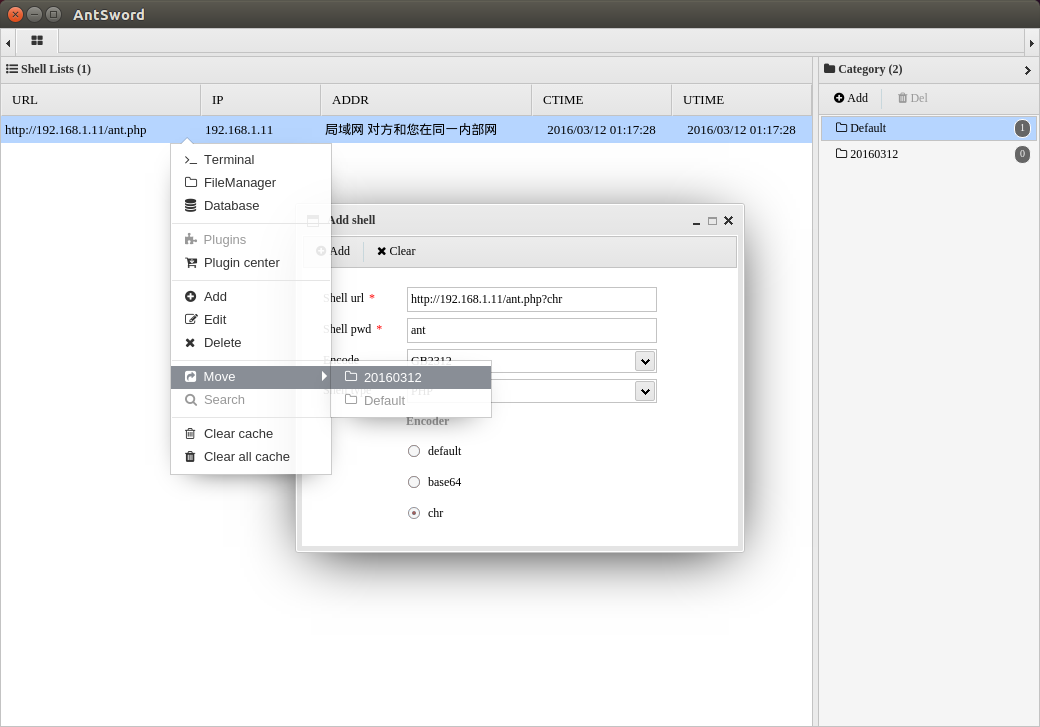 AntSword
Shell Lists (1)
Category (2)
URL IP ADDR CTIME UTIME
Add Del
http://192.168.1.11/ant.php 192.168.1.11 局域网 对方和您在同一内部网 2016/03/12 01:17:28 2016/03/12 01:17:28
Default 1
20160312 0
Terminal
FileManager
Database
Plugins
Plugin center
Add
Edit
Delete
Move
Search
Clear cache
Clear all cache
20160312
Default
Add shell
Add Clear
Shell url * http://192.168.1.11/ant.php?chr
Shell pwd * ant
Encode GB2312
Encoder
default
base64
chr